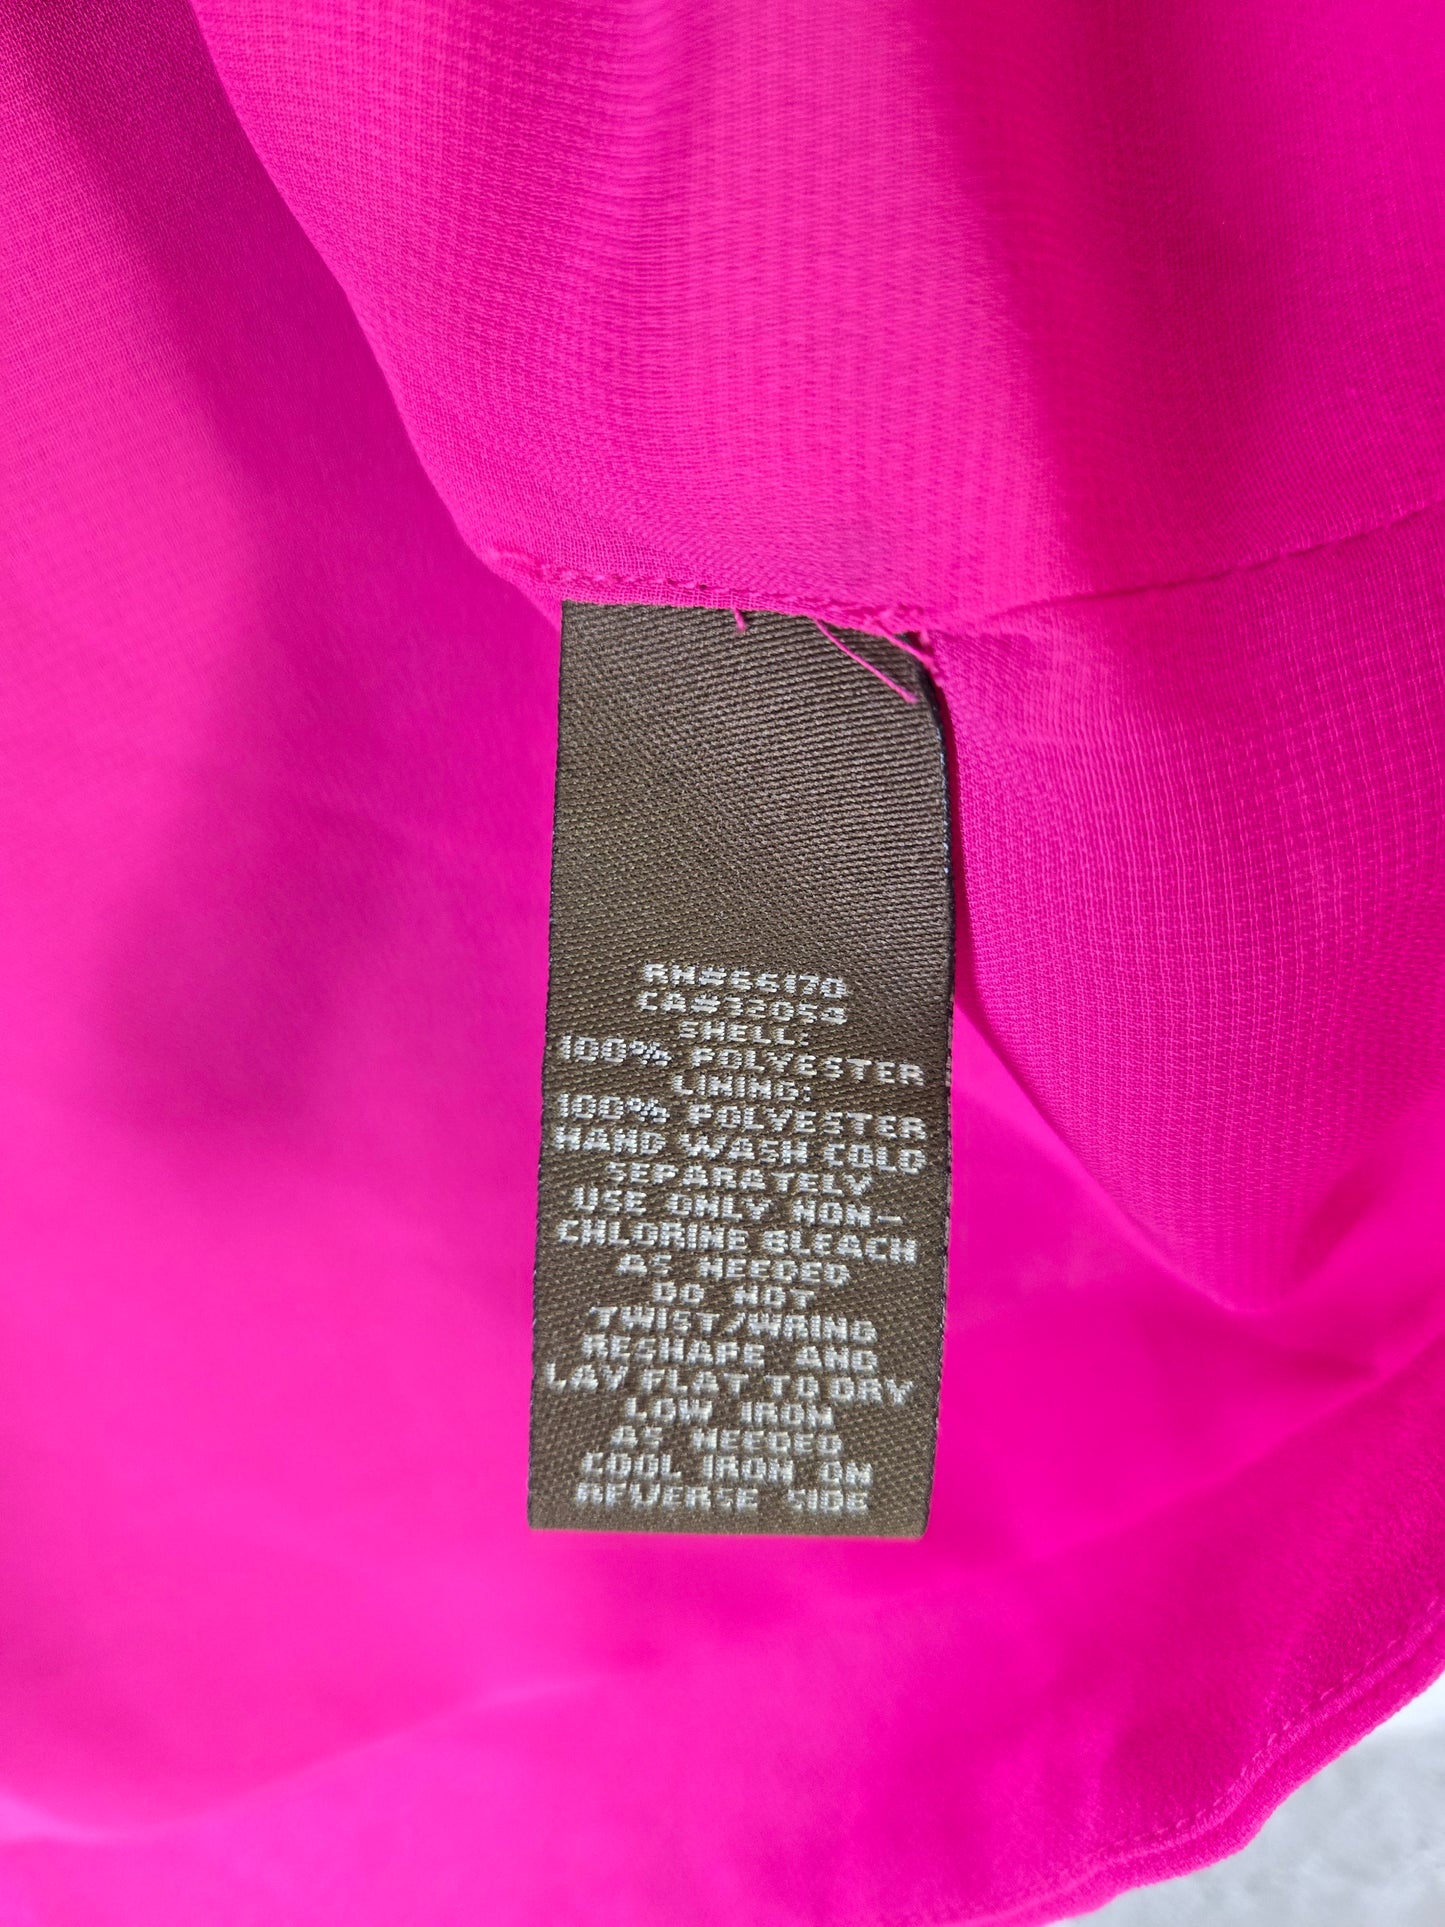 RN#66170
CA#32054
SHELL:
100% POLYESTER
LINING:
100% POLYESTER
HAND WASH COLD
SEPARATELY
USE ONLY NON-
CHLORINE BLEACH
AS NEEDED
DO NOT
TWIST/WRING
RESHAPE AND
LAY FLAT TO DRY
LOW IRON
AS NEEDED
COOL IRON ON
REVERSE SIDE